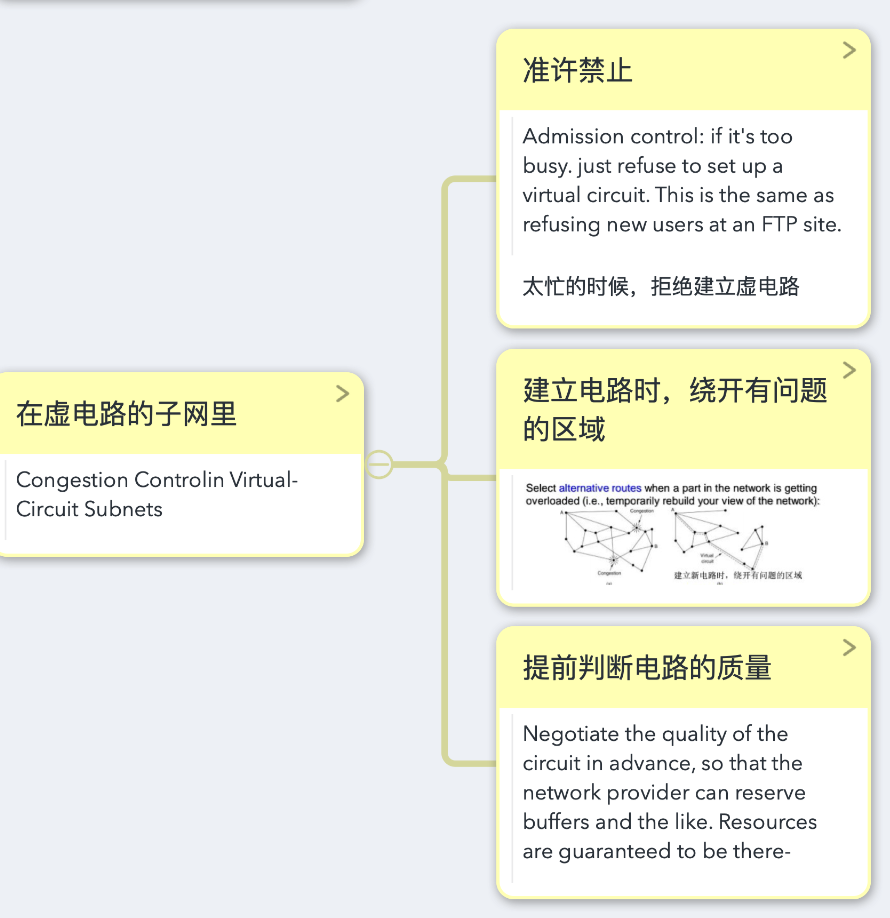 准许禁止
Admission control: if it's too
busy. just refuse to set up a
virtual circuit. This is the same as
refusing new users at an FTP site.
太忙的时候，拒绝建立虚电路
在虚电路的子网里
Congestion Controlin Virtual-
Circuit Subnets
建立电路时，绕开有问题
的区域
Select alternative routes when a part in the network is getting
overloaded (i.e., temporarily rebuild your view of the network):
A
Congestion
A
B
B
Virtual
circuit
Congestion
建立新电路时，绕开有问题的区域
(a)
(b)
提前判断电路的质量
Negotiate the quality of the
circuit in advance, so that the
network provider can reserve
buffers and the like. Resources
are guaranteed to be there-